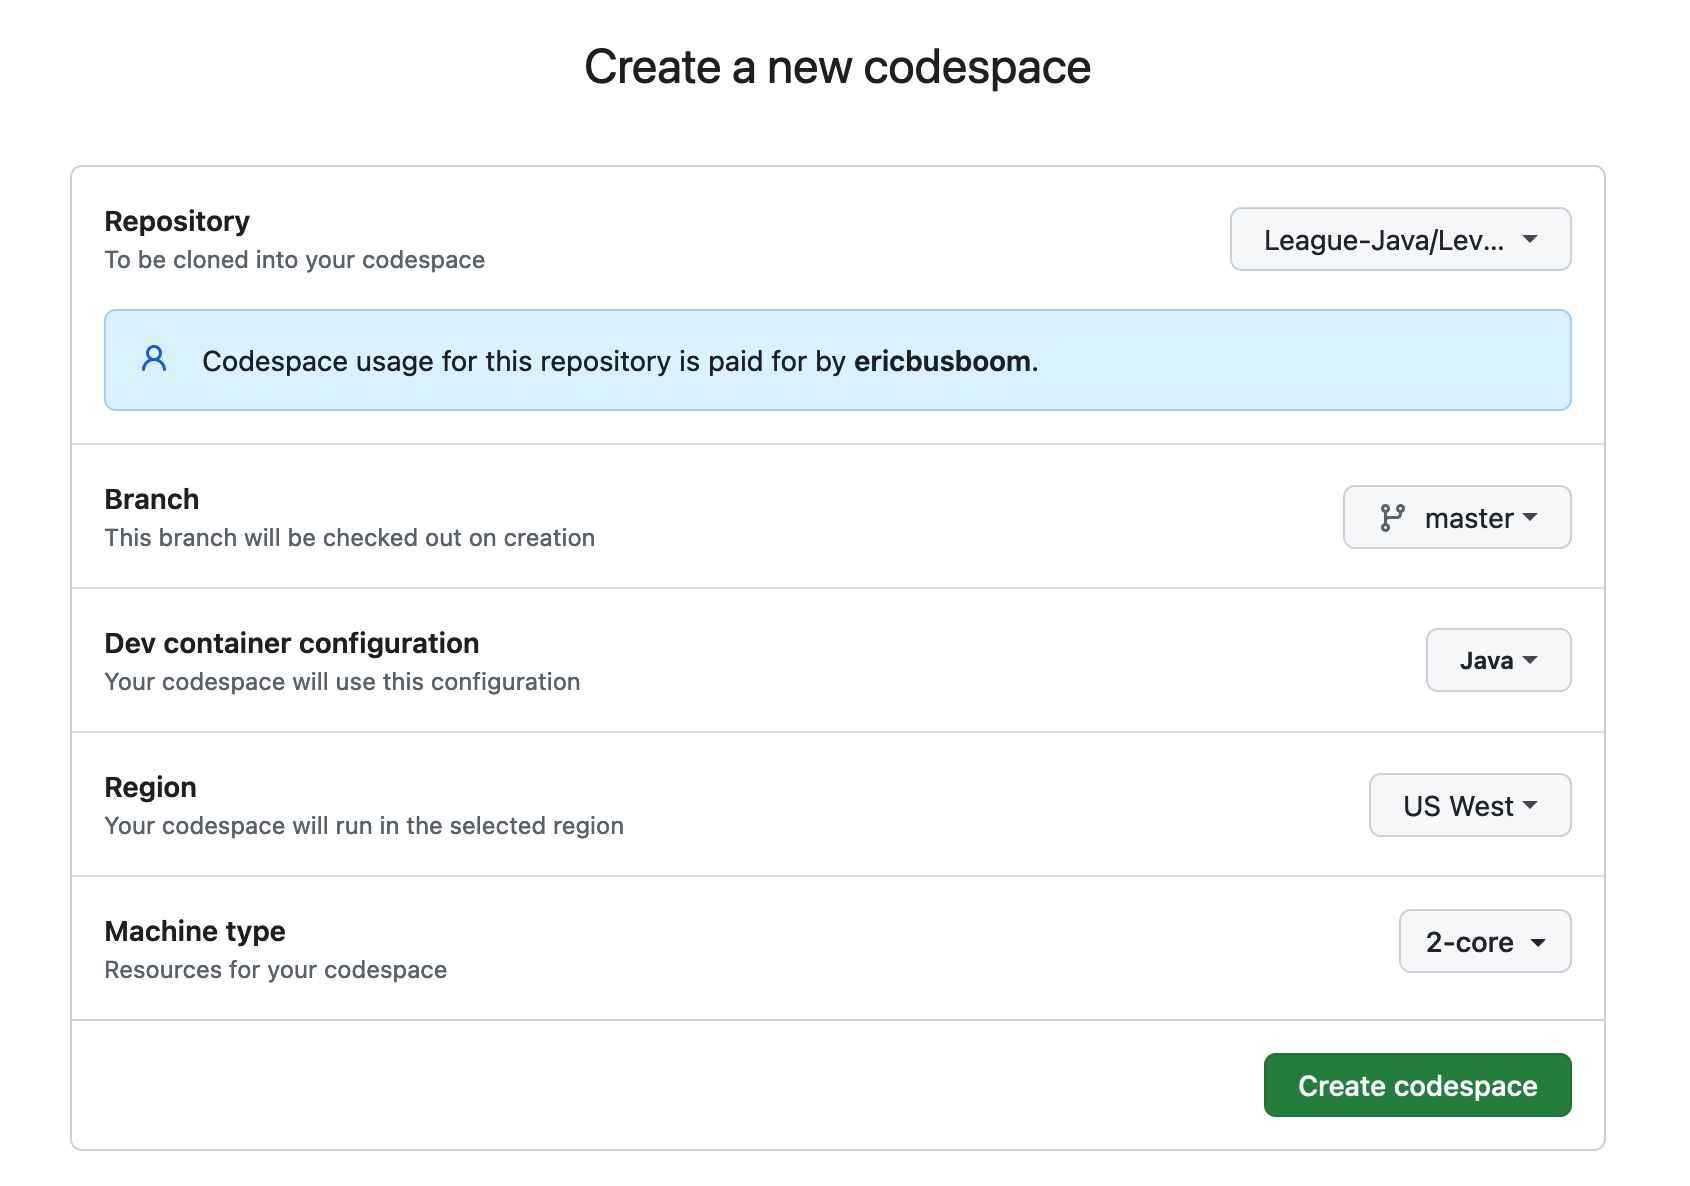 Create a new codespace
Repository
To be cloned into your codespace
League-Java/Lev...
Codespace usage for this repository is paid for by ericbusboom.
Branch
This branch will be checked out on creation
master
Dev container configuration
Your codespace will use this configuration
Java
Region
Your codespace will run in the selected region
US West
Machine type
Resources for your codespace
2-core
Create codespace